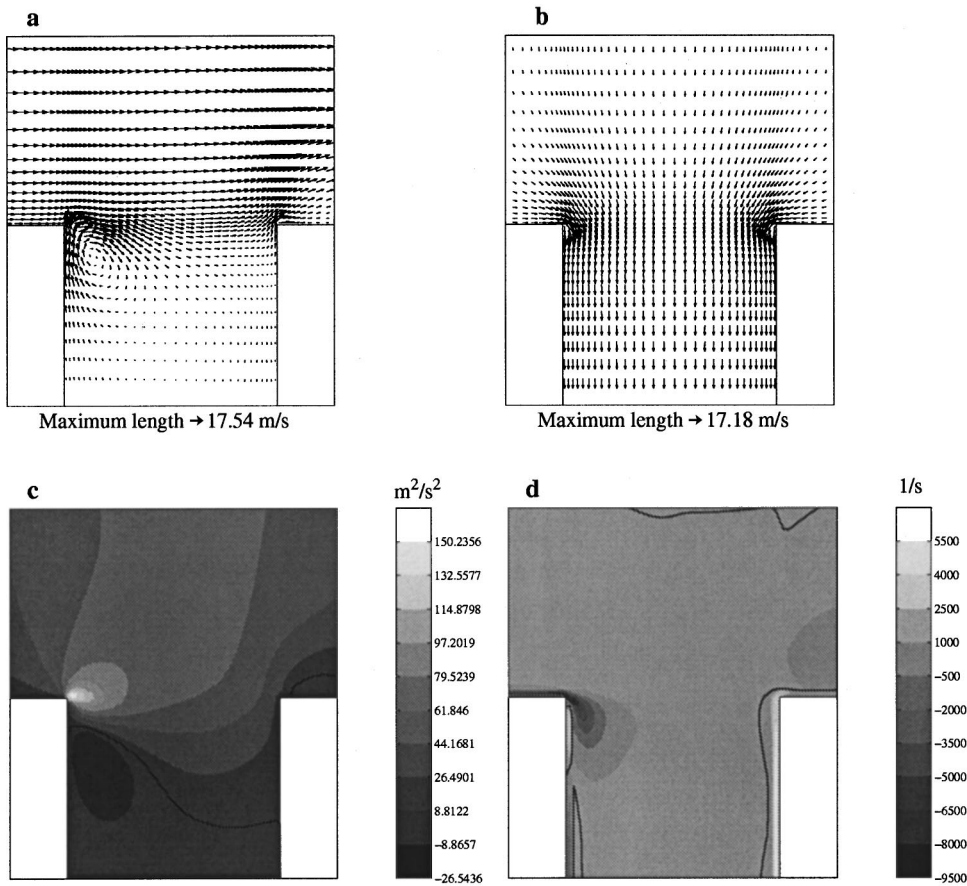 a
b
Maximum length → 17.54 m/s
Maximum length → 17.18 m/s
c
m²/s²
150.2356
132.5577
114.8798
97.2019
79.5239
61.846
44.1681
26.4901
8.8122
−8.8657
−26.5436
d
1/s
5500
4000
2500
1000
−500
−2000
−3500
−5000
−6500
−8000
−9500